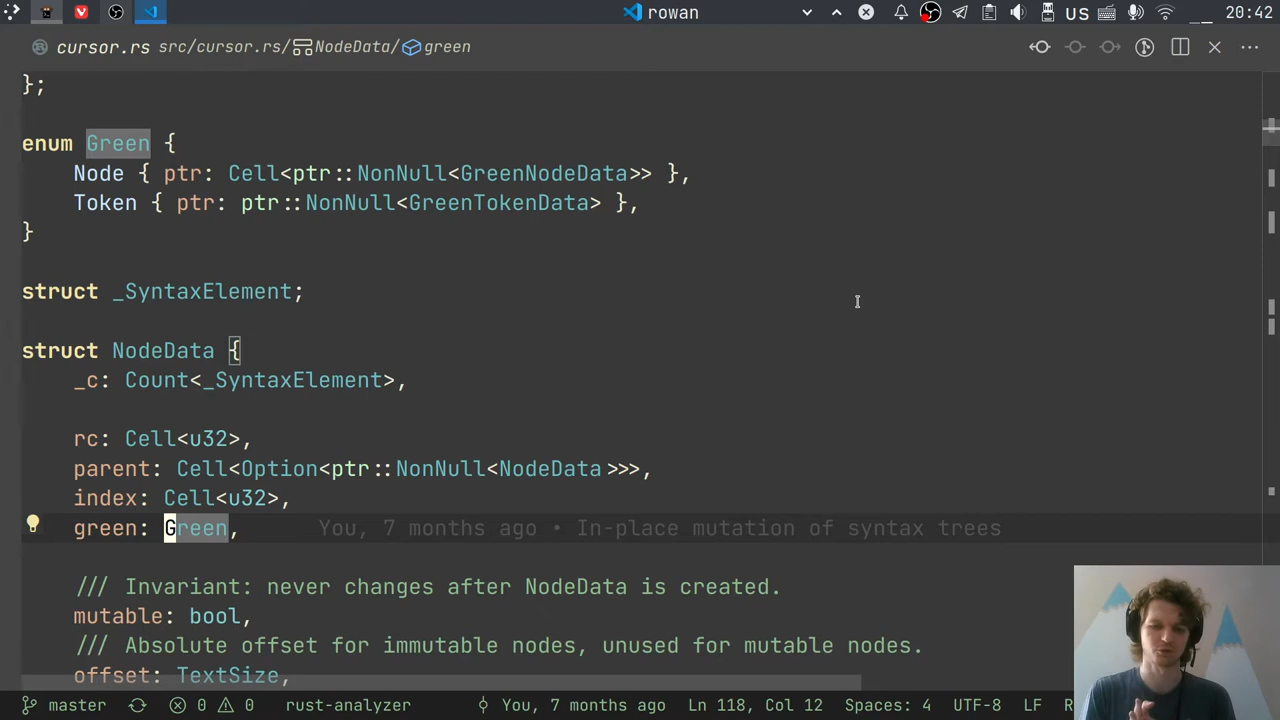 rowan
US
20:42
cursor.rs src/cursor.rs/ NodeData/ green
};
enum Green {
    Node { ptr: Cell<ptr::NonNull<GreenNodeData>> },
    Token { ptr: ptr::NonNull<GreenTokenData> },
}
struct _SyntaxElement;
struct NodeData {
    _c: Count<_SyntaxElement>,
    rc: Cell<u32>,
    parent: Cell<Option<ptr::NonNull<NodeData>>>,
    index: Cell<u32>,
    green: Green, You, 7 months ago • In-place mutation of syntax trees
    /// Invariant: never changes after NodeData is created.
    mutable: bool,
    /// Absolute offset for immutable nodes, unused for mutable nodes.
    offset: TextSize,
master 0 0 rust-analyzer You, 7 months ago Ln 118, Col 12 Spaces: 4 UTF-8 LF